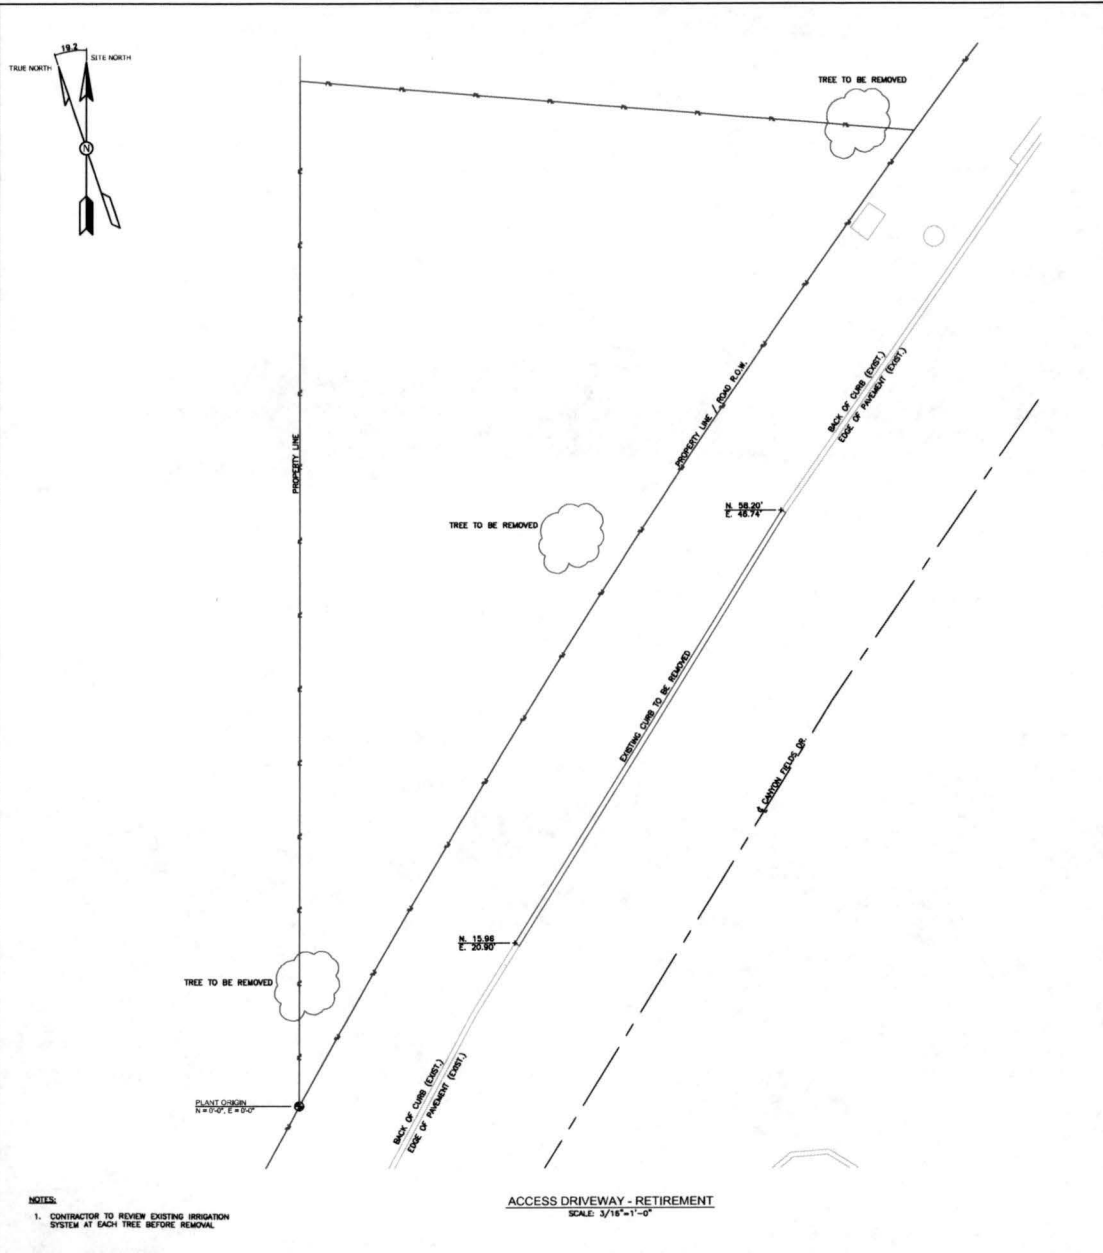 19.2
SITE NORTH
TRUE NORTH
N
TREE TO BE REMOVED
BACK OF CURB (EXIST.)
EDGE OF PAVEMENT (EXIST.)
PROPERTY LINE / ROAD R.O.W.
PROPERTY LINE
N. 58.20'
E. 48.74'
TREE TO BE REMOVED
EXISTING CURB TO BE REMOVED
CANYON FIELDS DR.
N. 15.98
E. 20.90'
TREE TO BE REMOVED
PLANT ORIGIN
N = 0'-0", E = 0'-0"
BACK OF CURB (EXIST.)
EDGE OF PAVEMENT (EXIST.)
NOTES:
1. CONTRACTOR TO REVIEW EXISTING IRRIGATION
SYSTEM AT EACH TREE BEFORE REMOVAL
ACCESS DRIVEWAY - RETIREMENT
SCALE: 3/16"=1'-0"